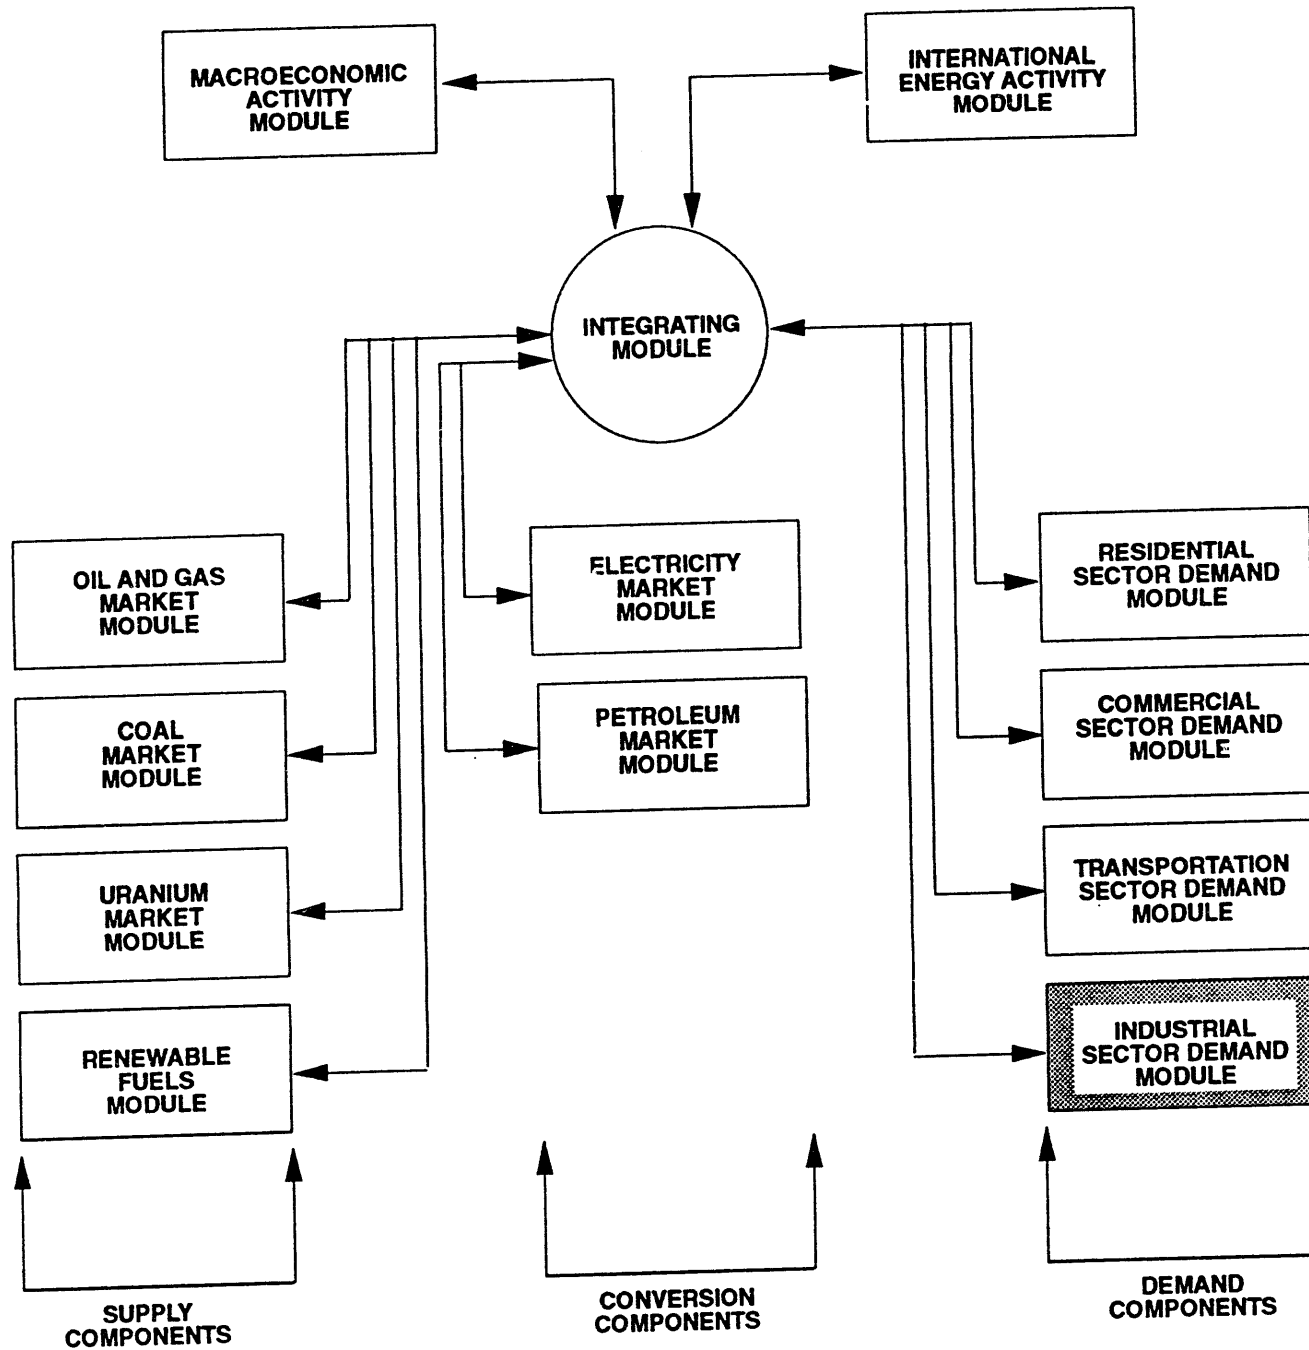 MACROECONOMIC
ACTIVITY
MODULE
INTERNATIONAL
ENERGY ACTIVITY
MODULE
INTEGRATING
MODULE
OIL AND GAS
MARKET
MODULE
COAL
MARKET
MODULE
URANIUM
MARKET
MODULE
RENEWABLE
FUELS
MODULE
ELECTRICITY
MARKET
MODULE
PETROLEUM
MARKET
MODULE
RESIDENTIAL
SECTOR DEMAND
MODULE
COMMERCIAL
SECTOR DEMAND
MODULE
TRANSPORTATION
SECTOR DEMAND
MODULE
INDUSTRIAL
SECTOR DEMAND
MODULE
SUPPLY
COMPONENTS
CONVERSION
COMPONENTS
DEMAND
COMPONENTS